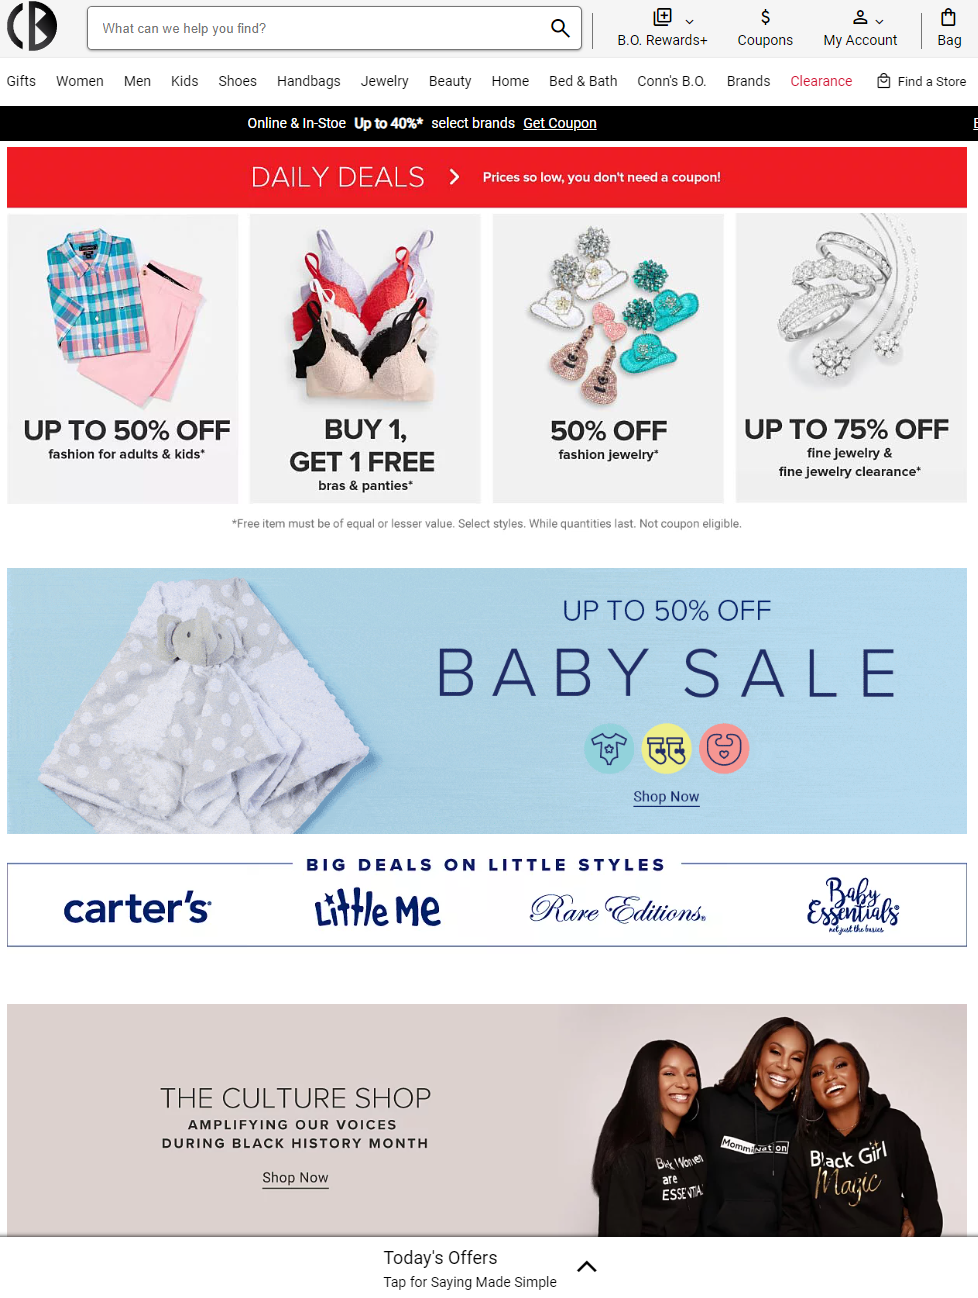 CB
What can we help you find?
B.O. Rewards+
Coupons
My Account
Bag
Gifts Women Men Kids Shoes Handbags Jewelry Beauty Home Bed & Bath Conn's B.O. Brands Clearance Find a Store
Online & In-Stoe Up to 40%* select brands Get Coupon
DAILY DEALS > Prices so low, you don't need a coupon!
UP TO 50% OFF
fashion for adults & kids*
BUY 1,
GET 1 FREE
bras & panties*
50% OFF
fashion jewelry*
UP TO 75% OFF
fine jewelry &
fine jewelry clearance*
*Free item must be of equal or lesser value. Select styles. While quantities last. Not coupon eligible.
UP TO 50% OFF
BABY SALE
Shop Now
BIG DEALS ON LITTLE STYLES
carter's
Little Me
Rare Editions®
Baby
Essentials®
not just the basics
THE CULTURE SHOP
AMPLIFYING OUR VOICES
DURING BLACK HISTORY MONTH
Shop Now
Black Women
are
ESSENTIAL
Black Girl
Magic
Today's Offers
Tap for Saying Made Simple